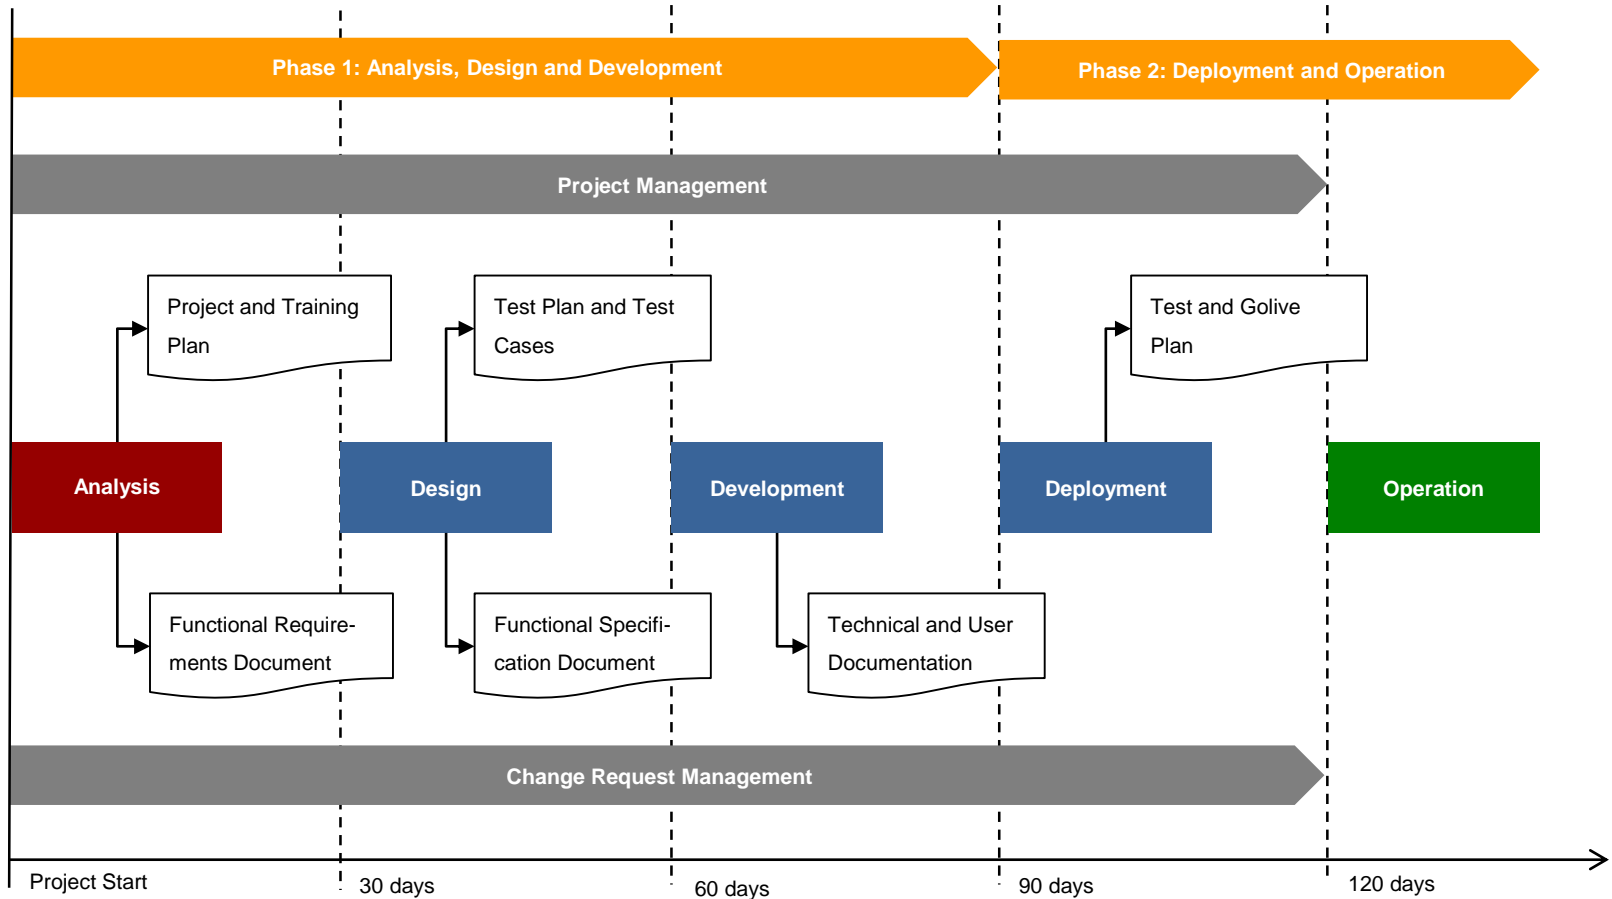 Phase 1: Analysis, Design and Development
Phase 2: Deployment and Operation
Project Management
Project and Training
Plan
Test Plan and Test
Cases
Test and Golive
Plan
Analysis
Design
Development
Deployment
Operation
Functional Require-
ments Document
Functional Specifi-
cation Document
Technical and User
Documentation
Change Request Management
Project Start
30 days
60 days
90 days
120 days